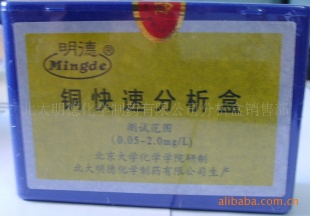 明德®
Mingde
铜快速分析盒
测试范围
(0.05-2.0mg/L)
北京大学化学学院研制
北大明德化学制药有限公司生产
alibaba.com.cn